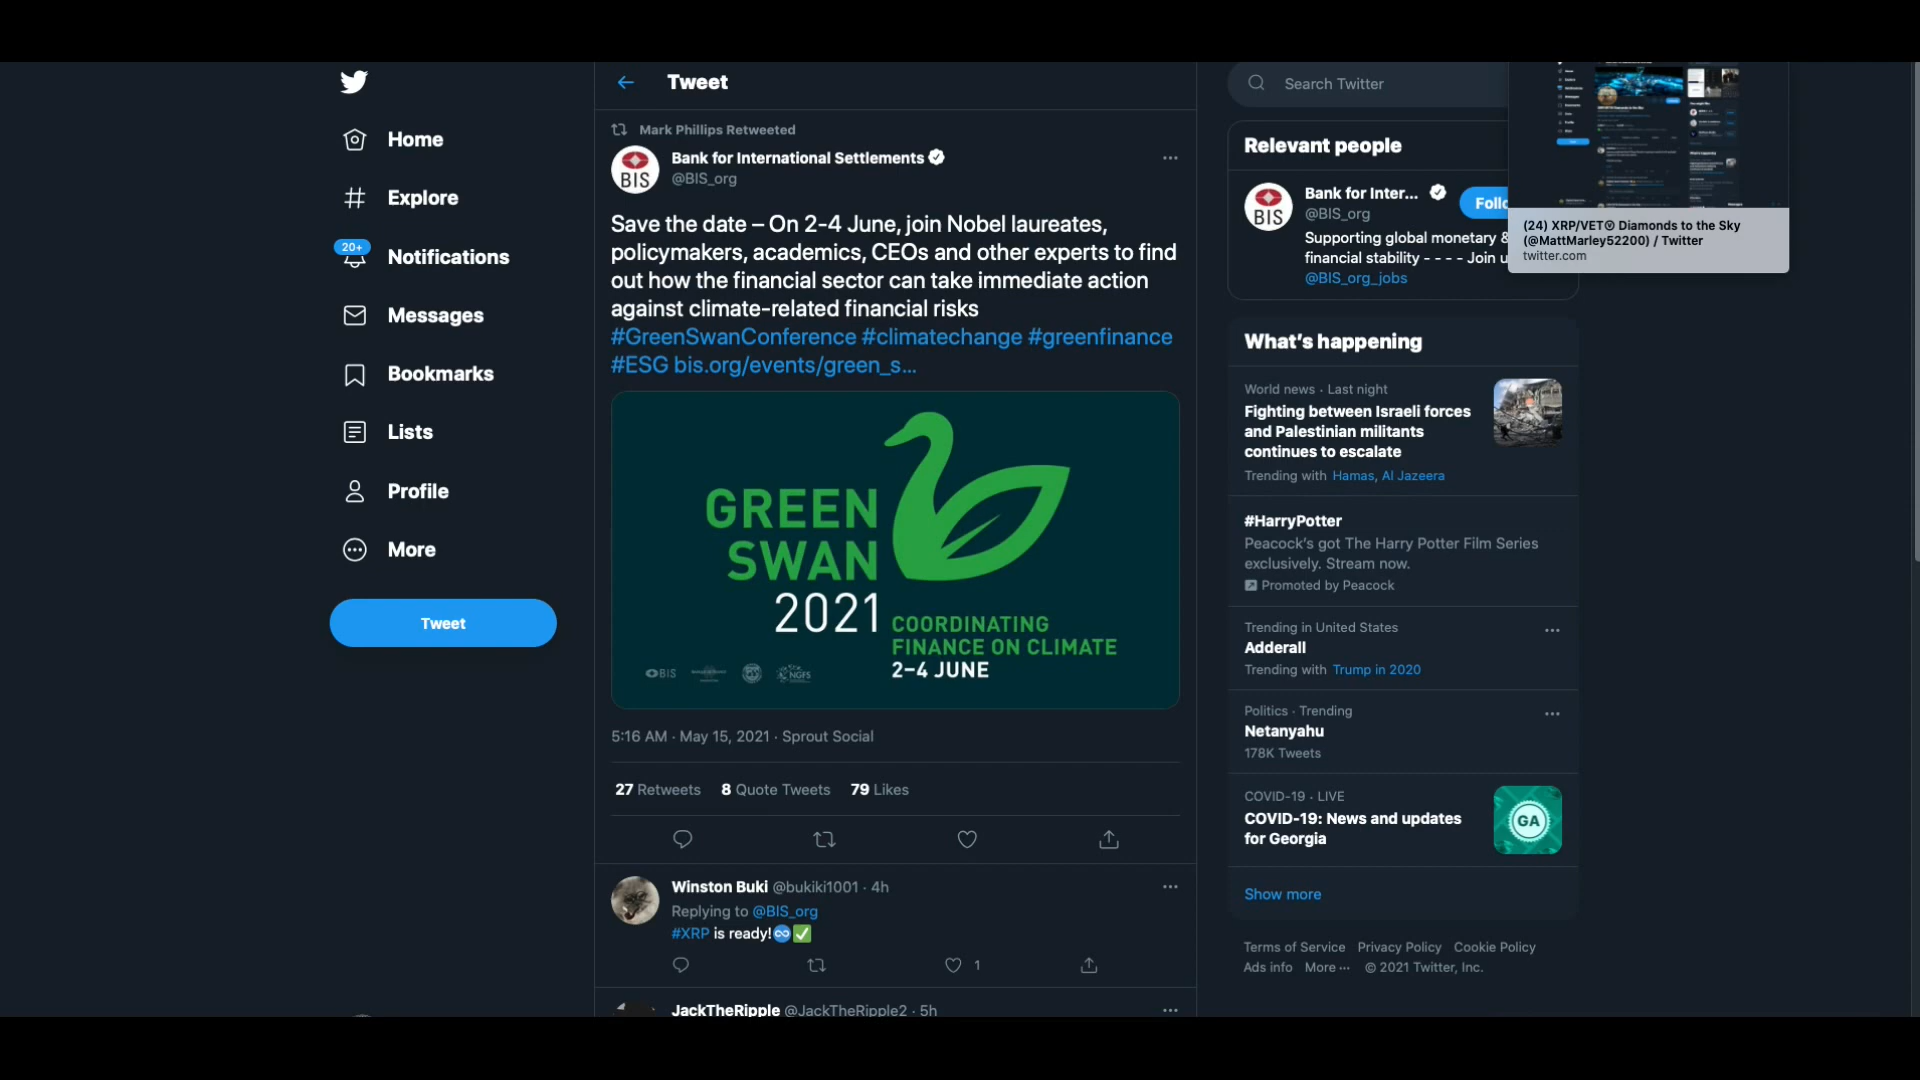 Home
Explore
20+
Notifications
Messages
Bookmarks
Lists
Profile
More
Tweet
Tweet
Mark Phillips Retweeted
Bank for International Settlements
@BIS_org
Save the date – On 2-4 June, join Nobel laureates,
policymakers, academics, CEOs and other experts to find
out how the financial sector can take immediate action
against climate-related financial risks
#GreenSwanConference #climatechange #greenfinance
#ESG bis.org/events/green_s...
BIS
GREEN
SWAN
2021
COORDINATING
FINANCE ON CLIMATE
2–4 JUNE
BIS
NGFS
5:16 AM · May 15, 2021 · Sprout Social
27 Retweets 8 Quote Tweets 79 Likes
Winston Buki @bukiki1001 · 4h
Replying to @BIS_org
#XRP is ready!♾️✅
1
JackTheRipple @JackTheRipple2 · 5h
Search Twitter
Relevant people
BIS
Bank for Inter...
@BIS_org
Follo
Supporting global monetary &
financial stability - - - - Join u
@BIS_org_jobs
(24) XRP/VET Diamonds to the Sky
(@MattMarley52200) / Twitter
twitter.com
What's happening
World news · Last night
Fighting between Israeli forces
and Palestinian militants
continues to escalate
Trending with Hamas, Al Jazeera
#HarryPotter
Peacock's got The Harry Potter Film Series
exclusively. Stream now.
Promoted by Peacock
Trending in United States
Adderall
Trending with Trump in 2020
Politics · Trending
Netanyahu
178K Tweets
COVID-19 · LIVE
COVID-19: News and updates
for Georgia
GA
Show more
Terms of Service Privacy Policy Cookie Policy
Ads info More ··· © 2021 Twitter, Inc.